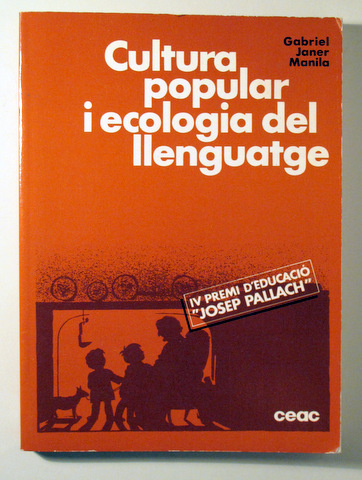 Gabriel
Janer
Manila
Cultura
popular
i ecologia del
llenguatge
IV PREMI D'EDUCACIÓ
"JOSEP PALLACH"
ceac